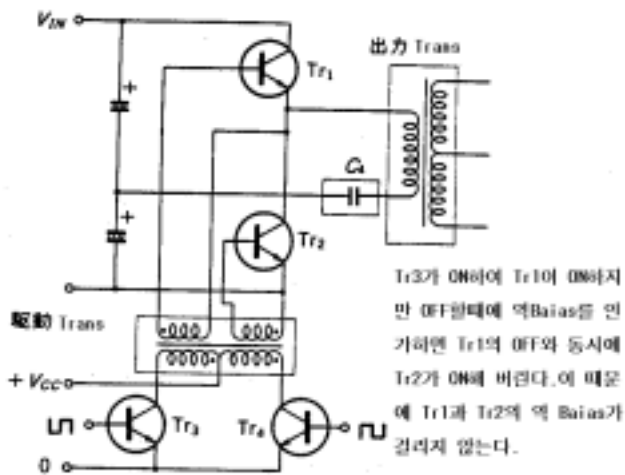 V_IN
Tr₁
出力 Trans
Cₐ
Tr₂
駆動 Trans
+ V_CC
Tr₃
Tr₄
0
Tr3가 ON하여 Tr1이 ON하지
만 OFF할때에 역Baias를 인
가하면 Tr1의 OFF와 동시에
Tr2가 ON해 버린다.이 때문
에 Tr1과 Tr2의 역 Baias가
걸리지 않는다.